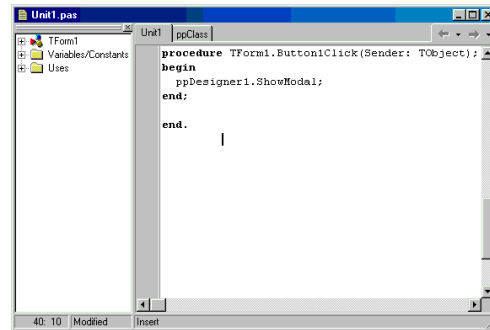 Unit1.pas
Unit1 ppClass
TForm1
Variables/Constants
Uses
procedure TForm1.Button1Click(Sender: TObject);
begin
ppDesigner1.ShowModal;
end;
end.
40: 10 Modified Insert